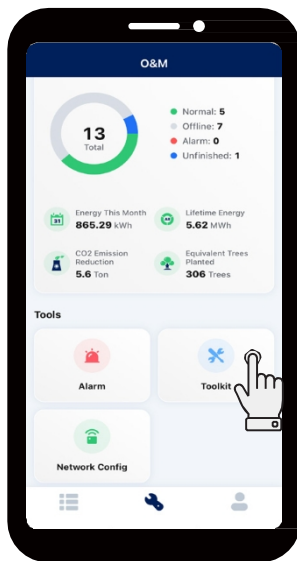 O&M
13
Total
Normal: 5
Offline: 7
Alarm: 0
Unfinished: 1
31
Energy This Month
865.29 kWh
Lifetime Energy
5.62 MWh
CO2 Emission
Reduction
5.6 Ton
Equivalent Trees
Planted
306 Trees
Tools
Alarm
Toolkit
Network Config